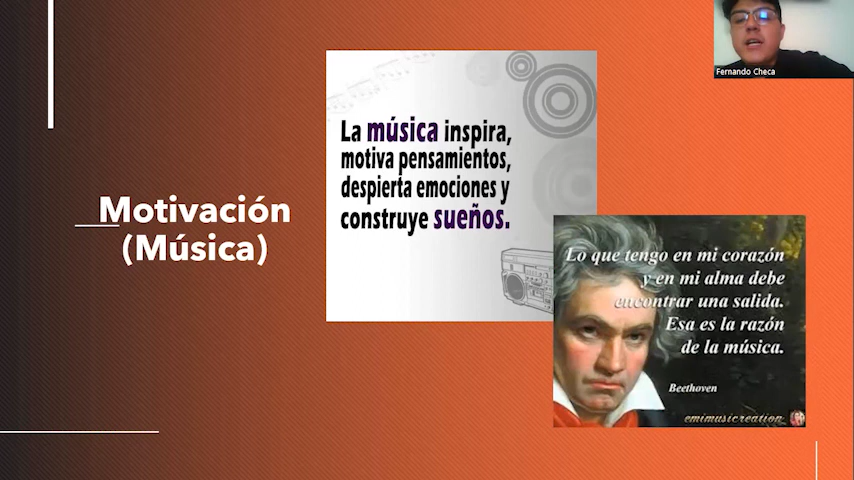 Fernando Checa
Motivación
(Música)
La música inspira,
motiva pensamientos,
despierta emociones y
construye sueños.
Lo que tengo en mi corazón
y en mi alma debe
encontrar una salida.
Esa es la razón
de la música.
Beethoven
emimusicreation